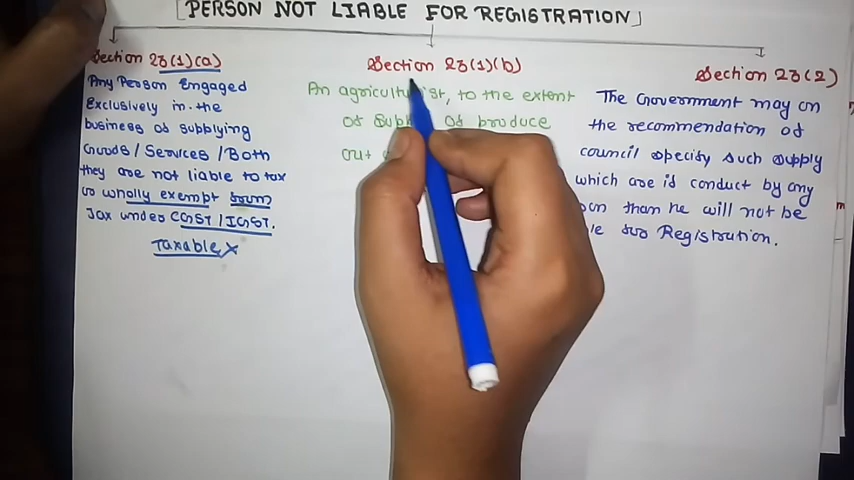 [PERSON NOT LIABLE FOR REGISTRATION]
Section 23(1)(a)
Any Person Engaged
Exclusively in the
business of supplying
Goods/Services/Both
they are not liable to tax
or wholly exempt from
Tax under CGST/IGST.
Taxable x
Section 23(1)(b)
An agriculturist, to the extent
of supply of produce
out
Section 23(2)
The Government may on
the recommendation of
council specify such supply
which are is conduct by any
than he will not be
for Registration.